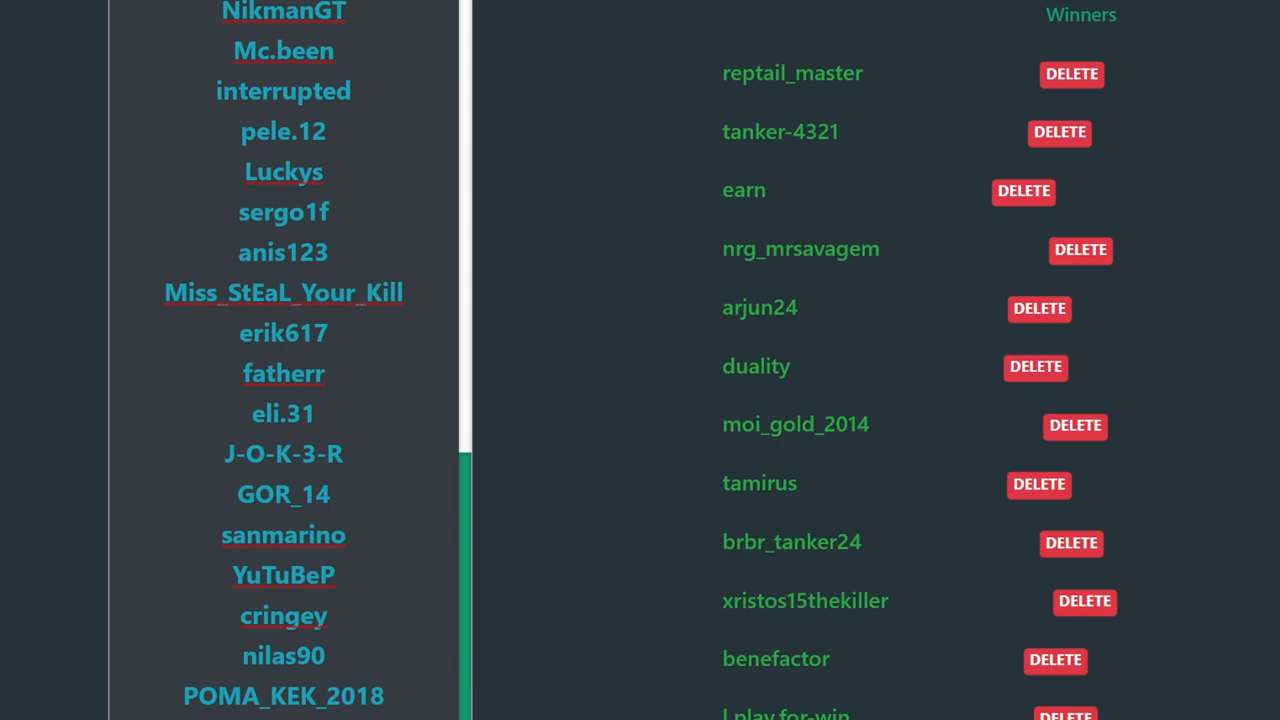 NikmanGT
Mc.been
interrupted
pele.12
Luckys
sergo1f
anis123
Miss_StEaL_Your_Kill
erik617
fatherr
eli.31
J-O-K-3-R
GOR_14
sanmarino
YuTuBeP
cringey
nilas90
POMA_KEK_2018
Winners
reptail_master DELETE
tanker-4321 DELETE
earn DELETE
nrg_mrsavagem DELETE
arjun24 DELETE
duality DELETE
moi_gold_2014 DELETE
tamirus DELETE
brbr_tanker24 DELETE
xristos15thekiller DELETE
benefactor DELETE
DELETE